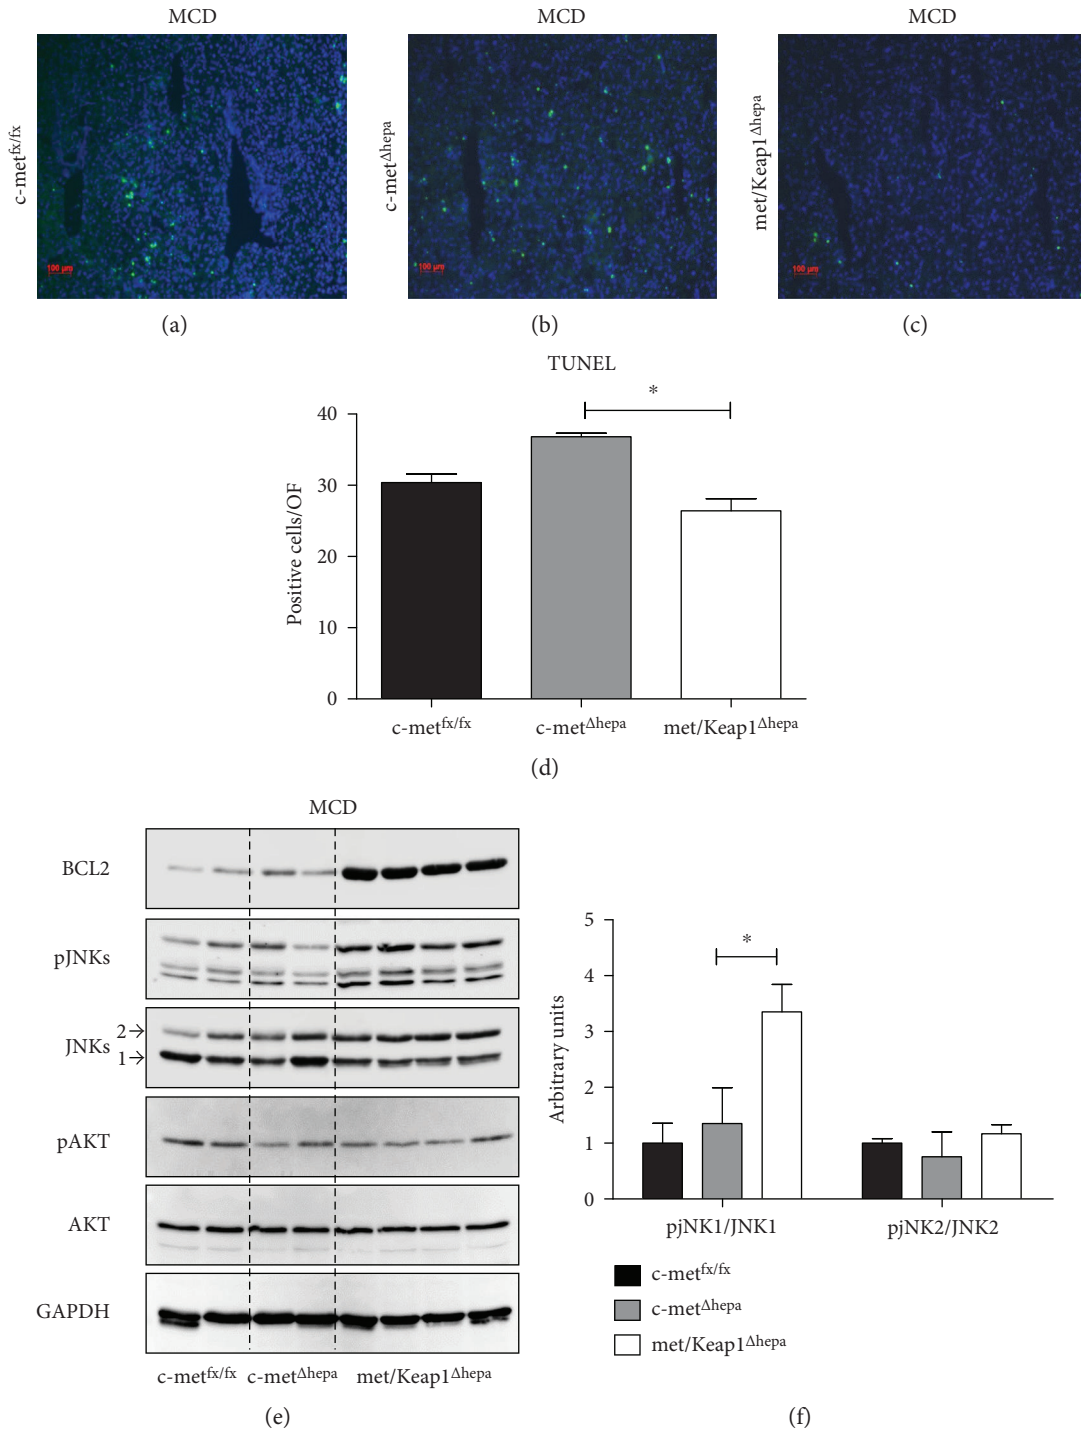 MCD
MCD
MCD
c-met^fx/fx
c-met^Δhepa
met/Keap1^Δhepa
100 μm
100 μm
100 μm
(a)
(b)
(c)
TUNEL
*
Positive cells/OF
40
30
20
10
0
c-met^fx/fx
c-met^Δhepa
met/Keap1^Δhepa
(d)
MCD
BCL2
pJNKs
2→
JNKs
1→
pAKT
AKT
GAPDH
c-met^fx/fx c-met^Δhepa met/Keap1^Δhepa
(e)
*
Arbitrary units
5
4
3
2
1
0
pjNK1/JNK1
pjNK2/JNK2
c-met^fx/fx
c-met^Δhepa
met/Keap1^Δhepa
(f)